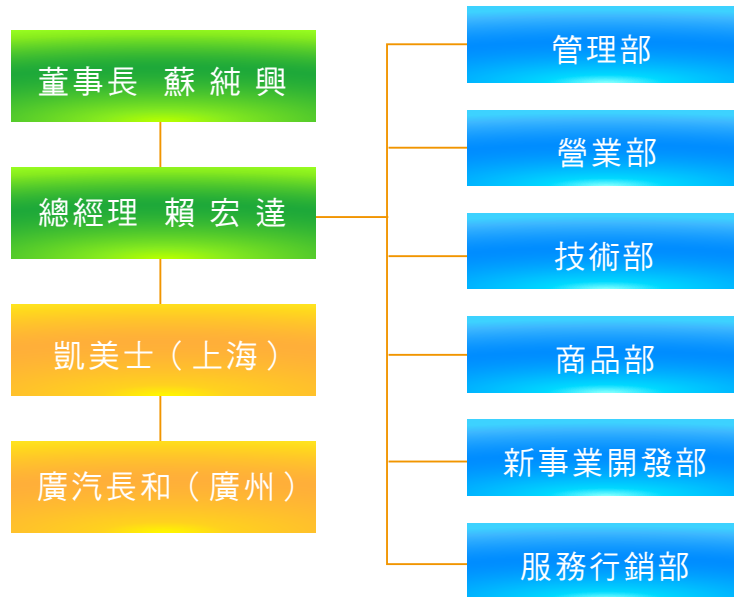 董事長 蘇 純 興
總經理 賴 宏 達
凱美士（上海）
廣汽長和（廣州）
管理部
營業部
技術部
商品部
新事業開發部
服務行銷部